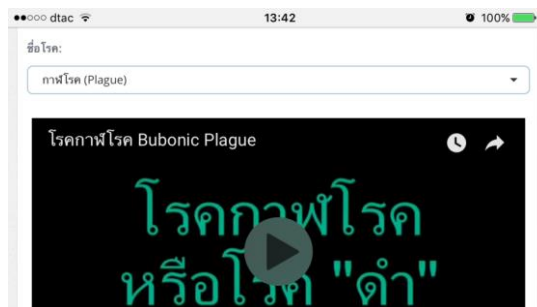 dtac 13:42 100%
ชื่อโรค:
กาฬโรค (Plague)
โรคกาฬโรค Bubonic Plague
โรคกาฬโรค
หรือโรค "ดำ"